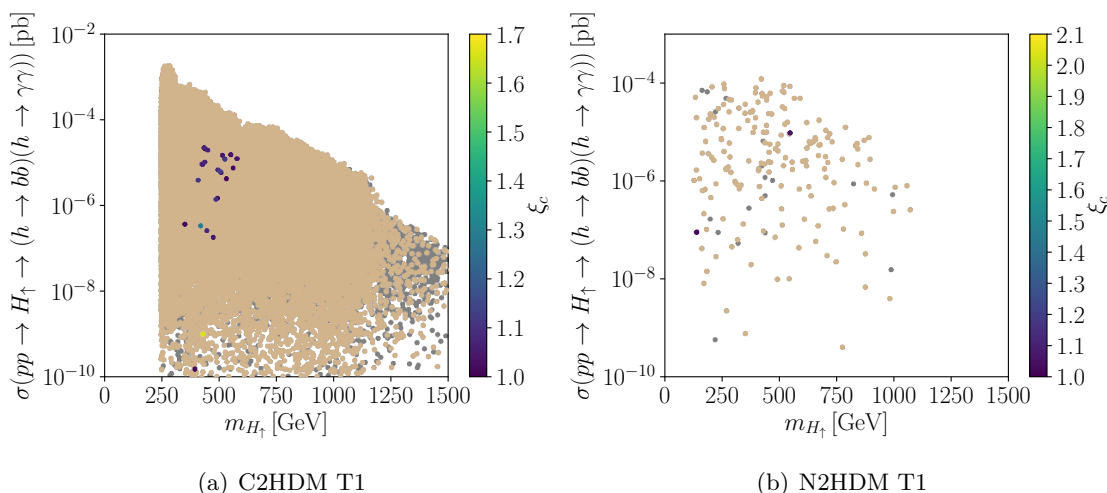 σ(pp → H↑ → (h → bb)(h → γγ)) [pb]
10⁻²
10⁻⁴
10⁻⁶
10⁻⁸
10⁻¹⁰
0 250 500 750 1000 1250 1500
m_H↑ [GeV]
1.7
1.6
1.5
1.4
1.3
1.2
1.1
1.0
ξc
(a) C2HDM T1
σ(pp → H↑ → (h → bb)(h → γγ)) [pb]
10⁻⁴
10⁻⁶
10⁻⁸
10⁻¹⁰
0 250 500 750 1000 1250 1500
m_H↑ [GeV]
2.1
2.0
1.9
1.8
1.7
1.6
1.5
1.4
1.3
1.2
1.1
1.0
ξc
(b) N2HDM T1